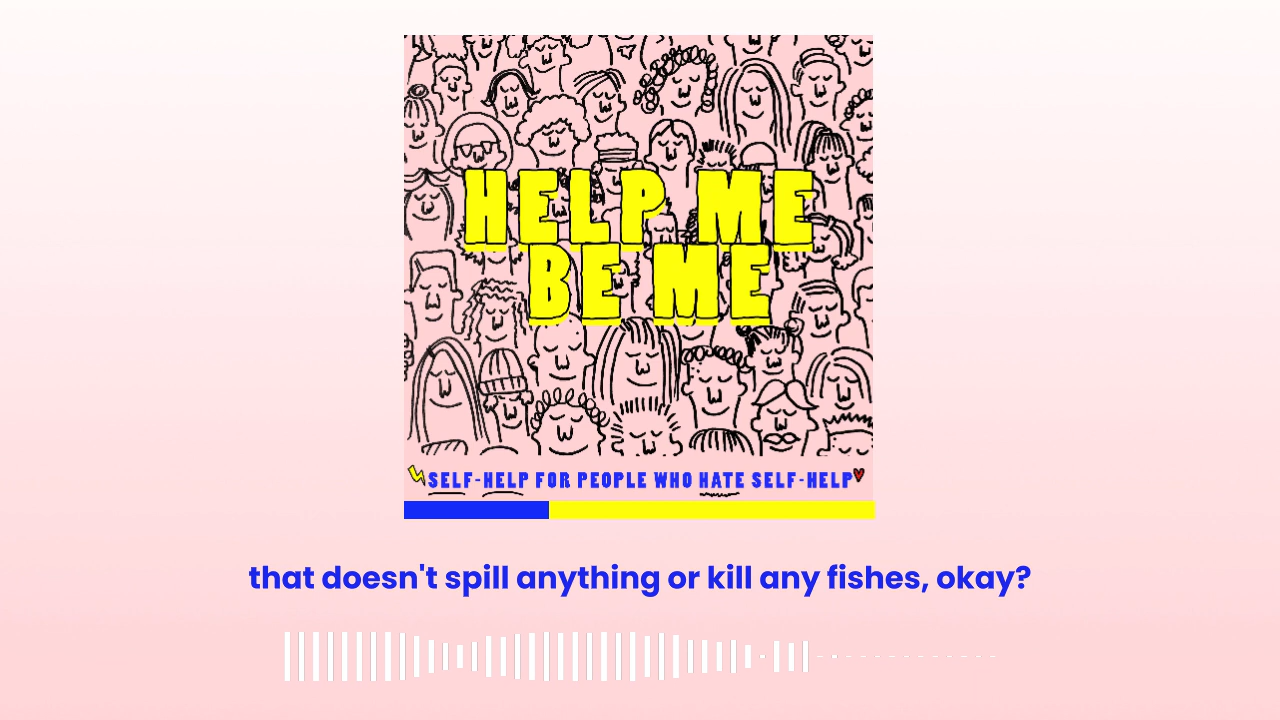 HELP ME
BE ME
SELF-HELP FOR PEOPLE WHO HATE SELF-HELP
that doesn't spill anything or kill any fishes, okay?